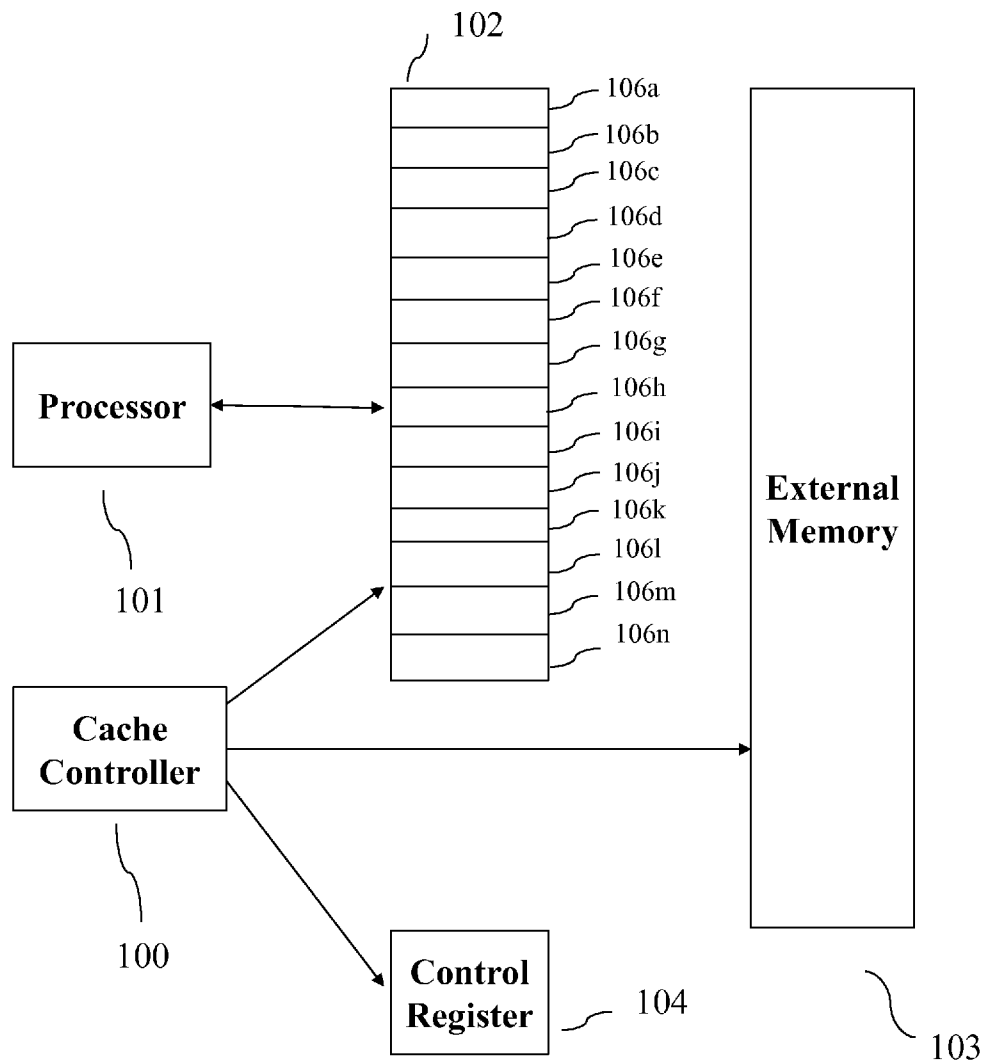 102
106a
106b
106c
106d
106e
106f
106g
106h
106i
106j
106k
106l
106m
106n
Processor
101
External
Memory
Cache
Controller
100
Control
Register
104
103